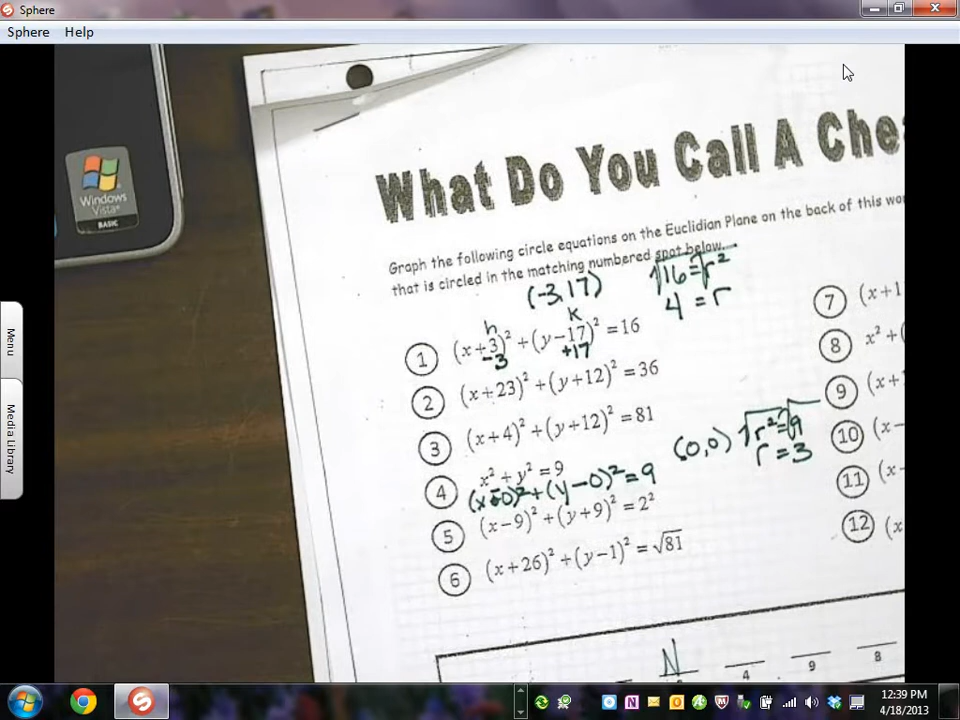 Sphere
Sphere Help
Menu
Media Library
Windows Vista™
BASIC
What Do You Call A
Graph the following circle equations on the Euclidian Plane on the back of this
that is circled in the matching numbered spot below.
(-3,17) √16=√r²
4 = r
h k
1 (x+3)² + (y−17)² = 16
-3 +17
2 (x+23)² + (y+12)² = 36
3 (x+4)² + (y+12)² = 81
(0,0) √r²=√9
r = 3
4 x² + y² = 9
(x-0)²+(y-0)²=9
5 (x−9)² + (y+9)² = 2²
6 (x+26)² + (y−1)² = √81
7 (x+1
8 x² + (
9 (x+
10 (x−
11 (x
12 (x
N
4 9 8
12:39 PM
4/18/2013